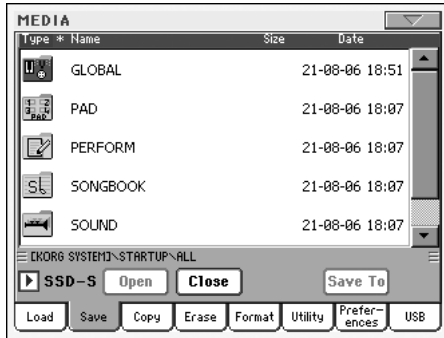 MEDIA
Type * Name Size Date
GLOBAL 21-08-06 18:51
PAD 21-08-06 18:07
PERFORM 21-08-06 18:07
SONGBOOK 21-08-06 18:07
SOUND 21-08-06 18:07
[KORG SYSTEM]\STARTUP\ALL
SSD-S Open Close Save To
Load Save Copy Erase Format Utility Prefer-ences USB